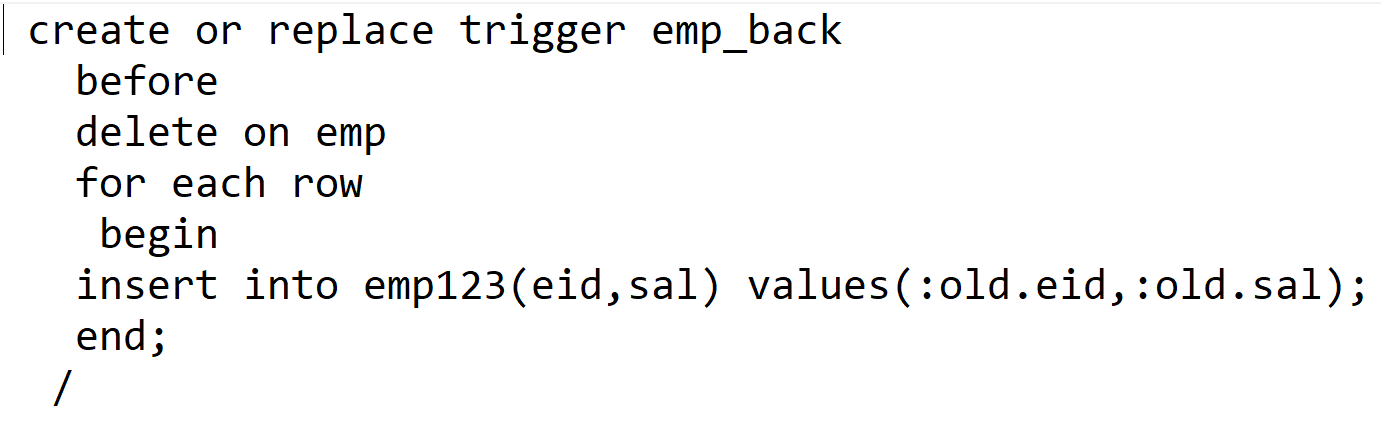 create or replace trigger emp_back
before
delete on emp
for each row
begin
insert into emp123(eid,sal) values(:old.eid,:old.sal);
end;
/